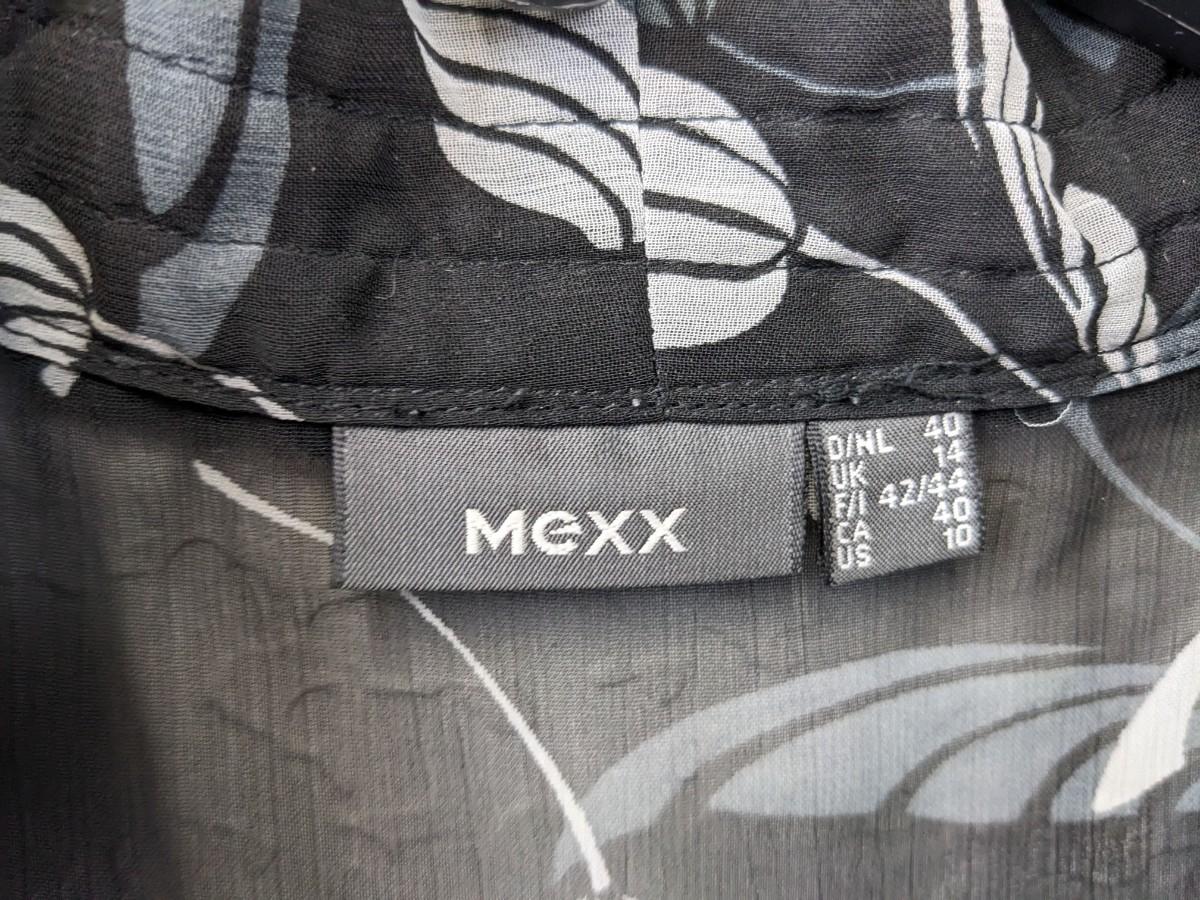 Mexx
D/NL 40
UK 14
F/I 42/44
CA 40
US 10